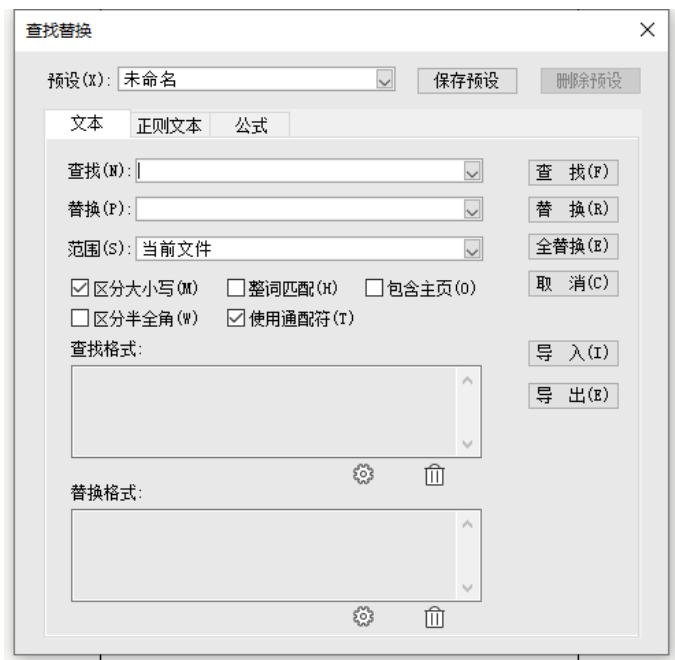 查找替换
预设(X): 未命名 保存预设 删除预设
文本 正则文本 公式
查找(N): 查 找(F)
替换(P): 替 换(R)
范围(S): 当前文件 全替换(E)
区分大小写(M) 整词匹配(H) 包含主页(O) 取 消(C)
区分半全角(W) 使用通配符(T)
查找格式: 导 入(I)
导 出(E)
替换格式: